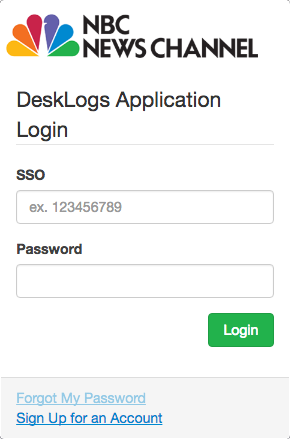 NBC
NEWS CHANNEL
DeskLogs Application
Login
SSO
ex. 123456789
Password
Login
Forgot My Password
Sign Up for an Account